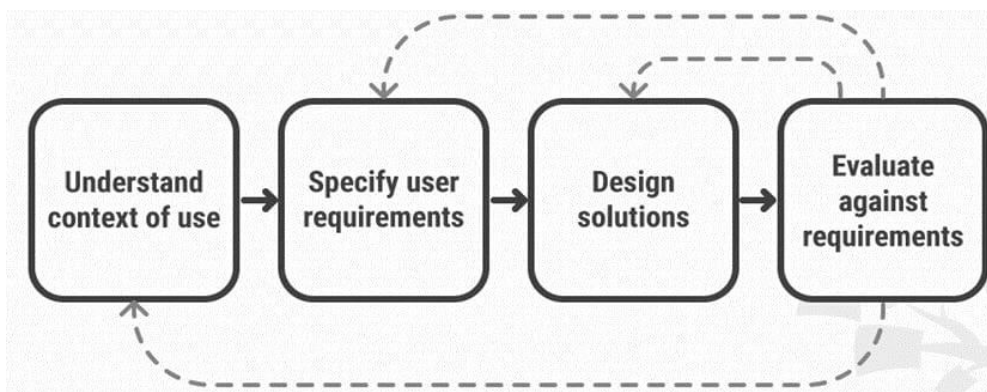 Understand
context of use
Specify user
requirements
Design
solutions
Evaluate
against
requirements